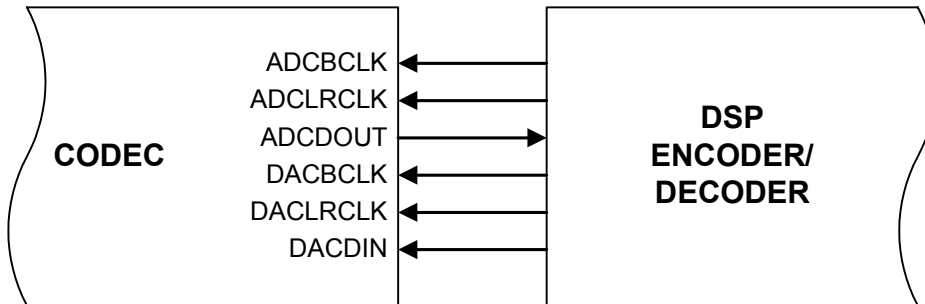 ADCBCLK
ADCLRCLK
ADCDOUT
DACBCLK
DACLRCLK
DACDIN
CODEC
DSP
ENCODER/
DECODER